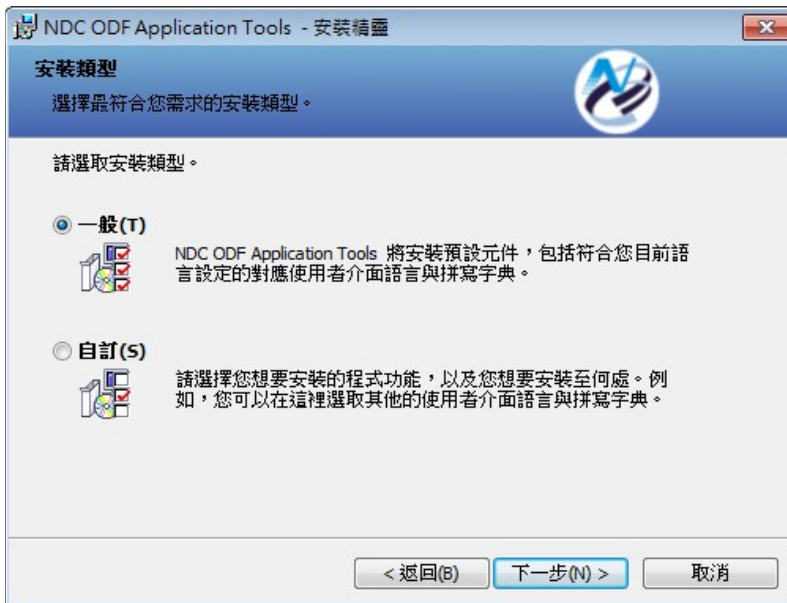 NDC ODF Application Tools - 安裝精靈
安裝類型
選擇最符合您需求的安裝類型。
請選取安裝類型。
一般(T)
NDC ODF Application Tools 將安裝預設元件，包括符合您目前語
言設定的對應使用者介面語言與拼寫字典。
自訂(S)
請選擇您想要安裝的程式功能，以及您想要安裝至何處。例
如，您可以在這裡選取其他的使用者介面語言與拼寫字典。
< 返回(B)
下一步(N) >
取消